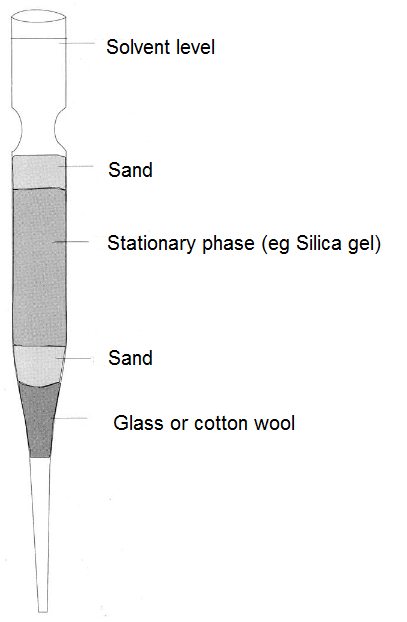 Solvent level
Sand
Stationary phase (eg Silica gel)
Sand
Glass or cotton wool